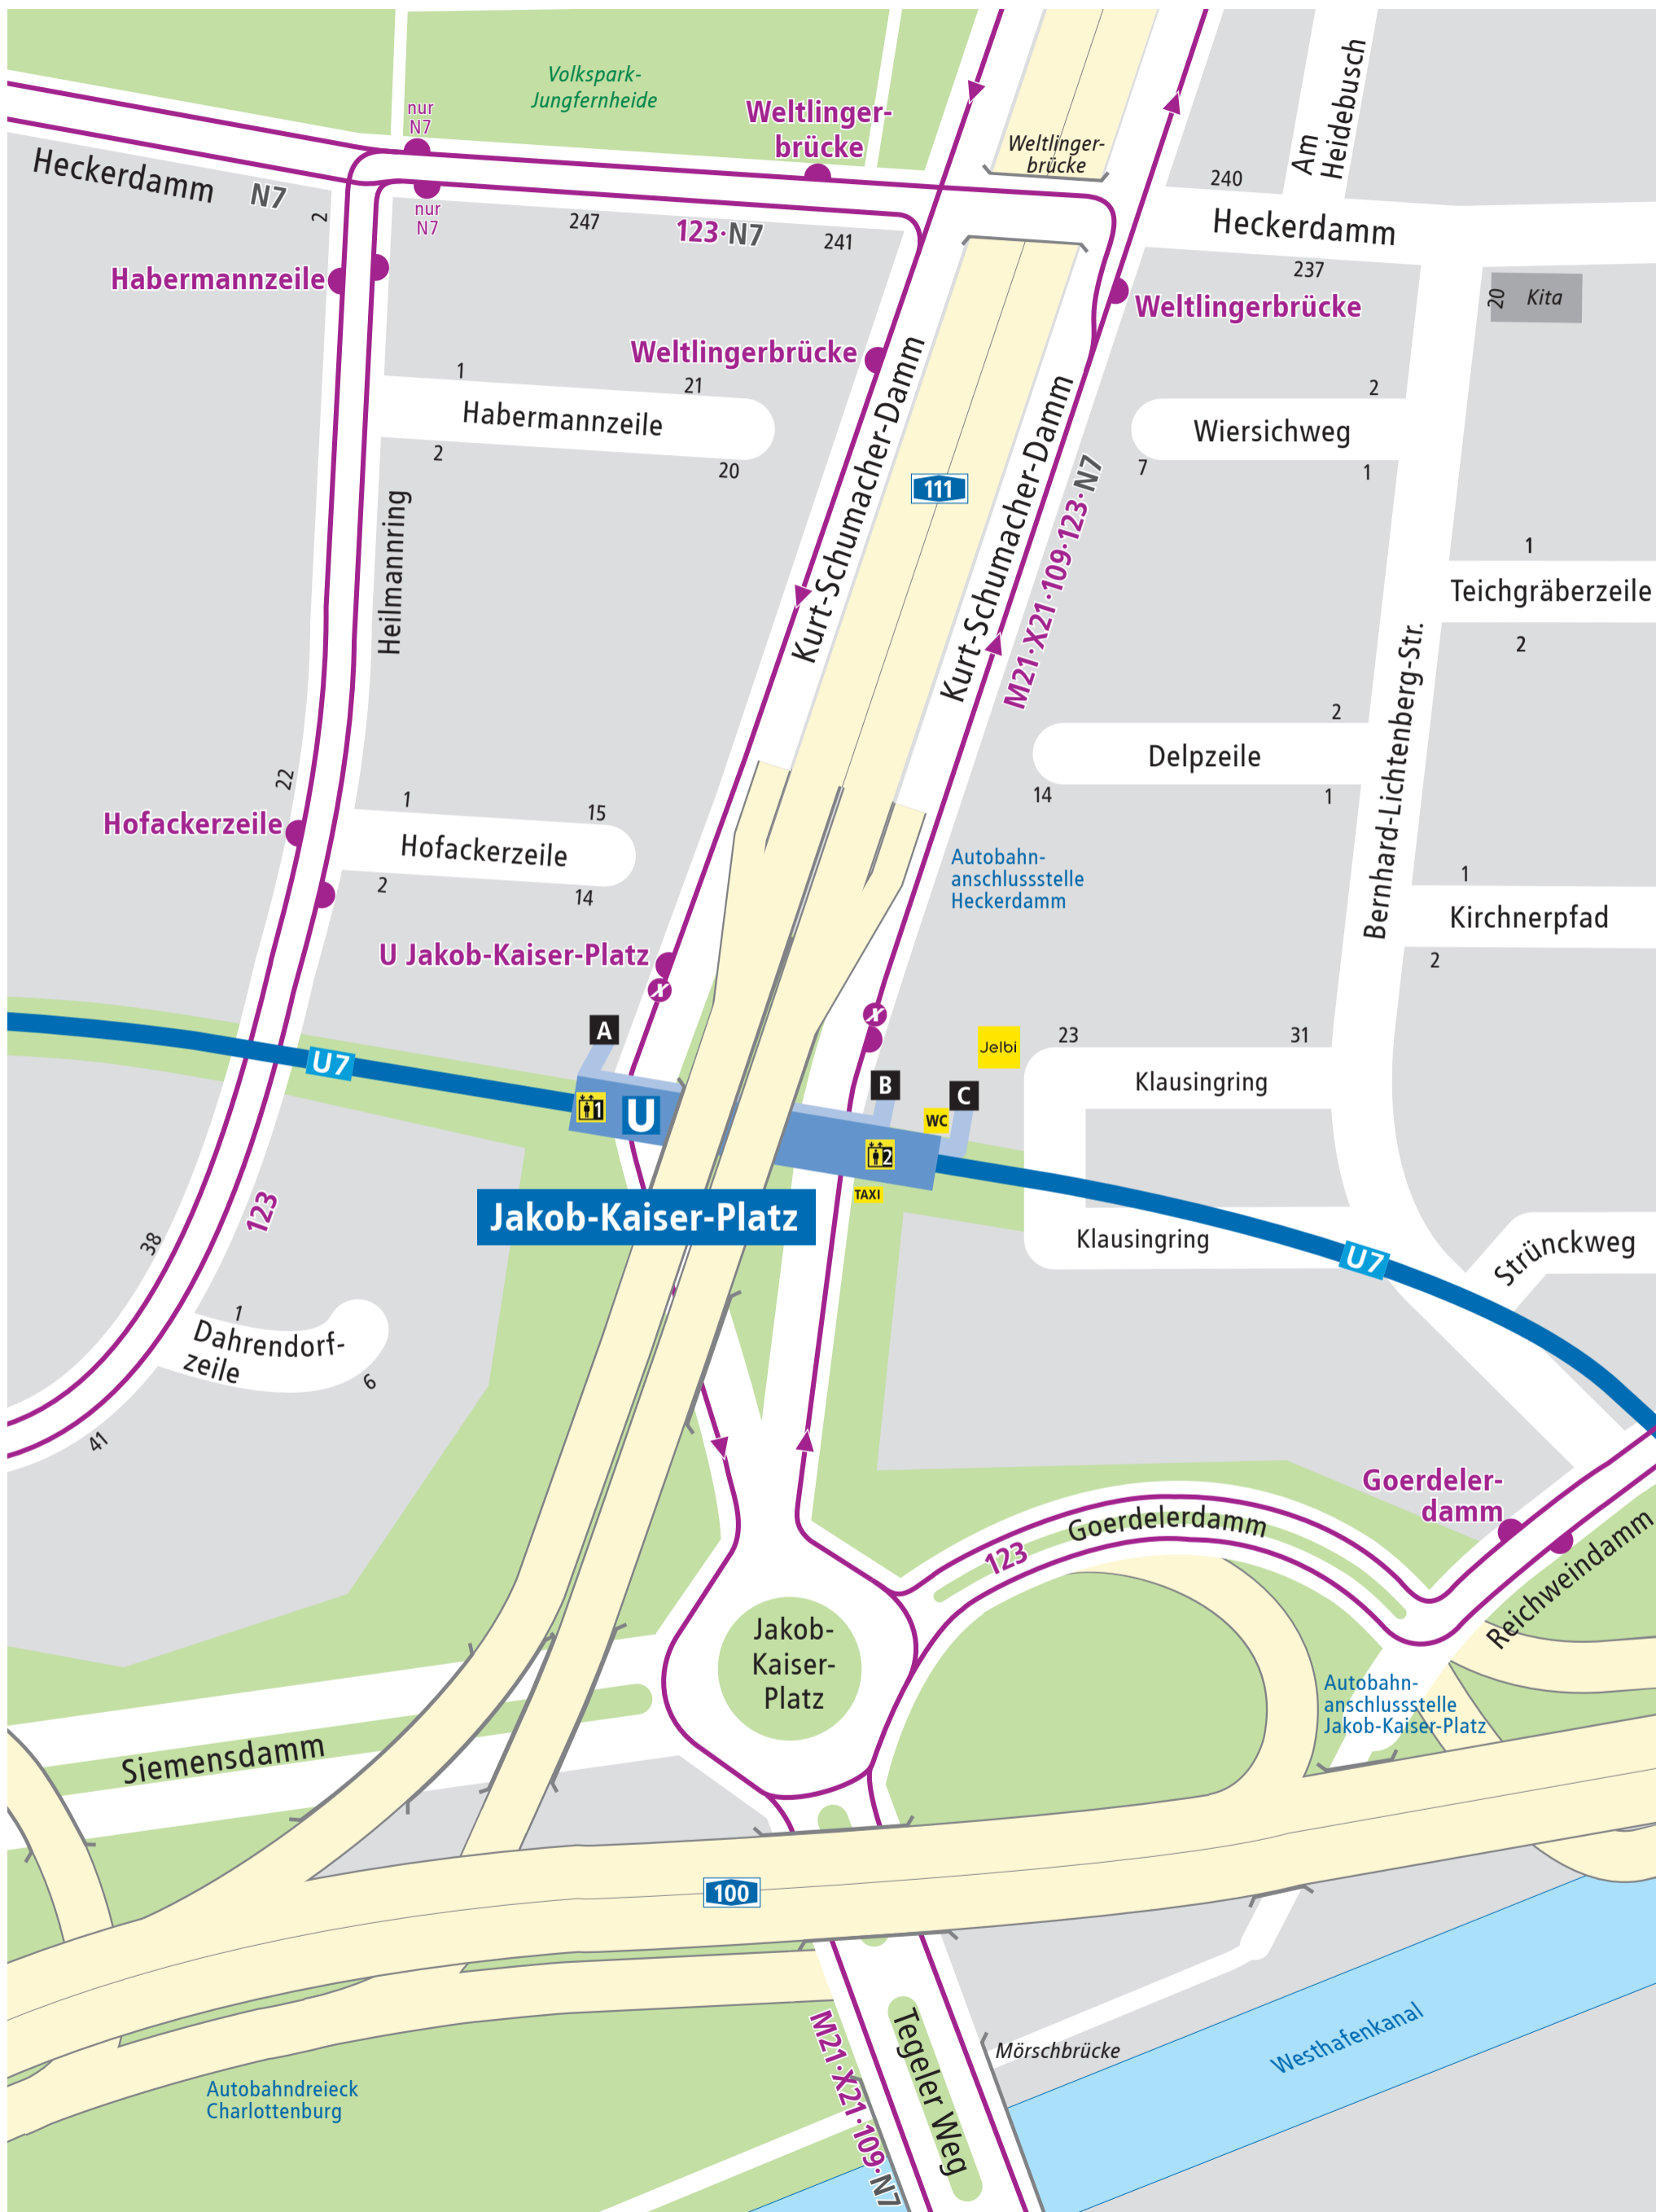 Volkspark-
Jungfernheide
nur
N7
Weltlinger-
brücke
Weltlinger-
brücke
Am
Heidebusch
Heckerdamm
N7
2
nur
N7
247
123·N7
241
240
Heckerdamm
237
20
Kita
Habermannzeile
Weltlingerbrücke
Weltlingerbrücke
1
21
Habermannzeile
2
20
Kurt-Schumacher-Damm
Kurt-Schumacher-Damm
111
M21·X21·109·123·N7
2
Wiersichweg
7
1
Heilmannring
1
Teichgräberzeile
2
Bernhard-Lichtenberg-Str.
2
Delpzeile
14
1
22
Hofackerzeile
1
15
Hofackerzeile
2
14
Autobahn-
anschlussstelle
Heckerdamm
1
Kirchnerpfad
2
U Jakob-Kaiser-Platz
X
X
A
U7
1
U
B
C
WC
2
TAXI
Jelbi
23
31
Klausingring
Klausingring
U7
Strünckweg
Jakob-Kaiser-Platz
123
38
1
Dahrendorf-
zeile
6
41
Goerdeler-
damm
Goerdelerdamm
123
Reichweindamm
Jakob-
Kaiser-
Platz
Autobahn-
anschlussstelle
Jakob-Kaiser-Platz
Siemensdamm
100
M21·X21·109·N7
Tegeler Weg
Mörschbrücke
Westhafenkanal
Autobahndreieck
Charlottenburg